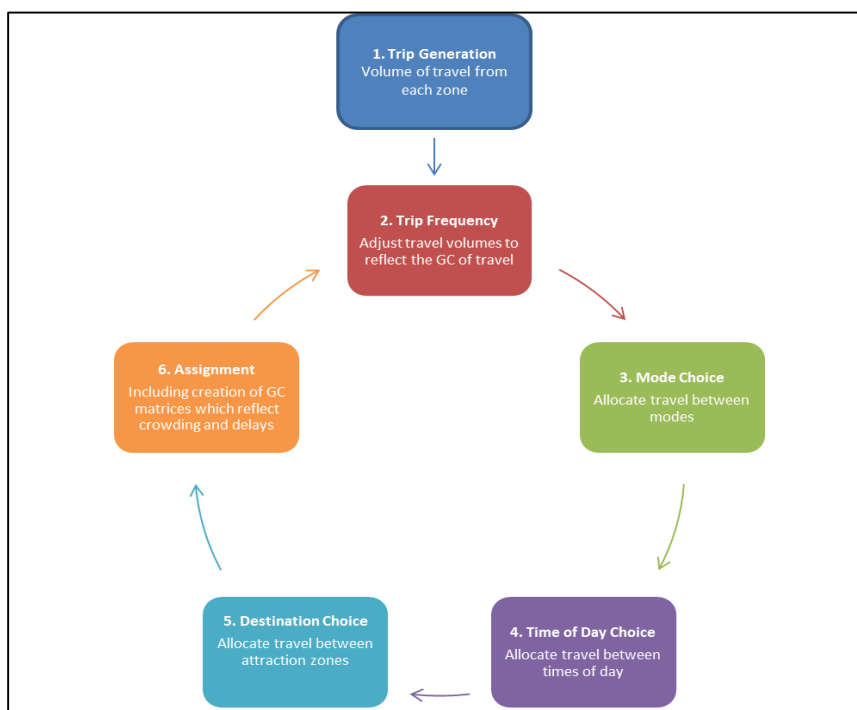 1. Trip Generation
Volume of travel from
each zone
2. Trip Frequency
Adjust travel volumes to
reflect the GC of travel
3. Mode Choice
Allocate travel between
modes
4. Time of Day Choice
Allocate travel between
times of day
5. Destination Choice
Allocate travel between
attraction zones
6. Assignment
Including creation of GC
matrices which reflect
crowding and delays